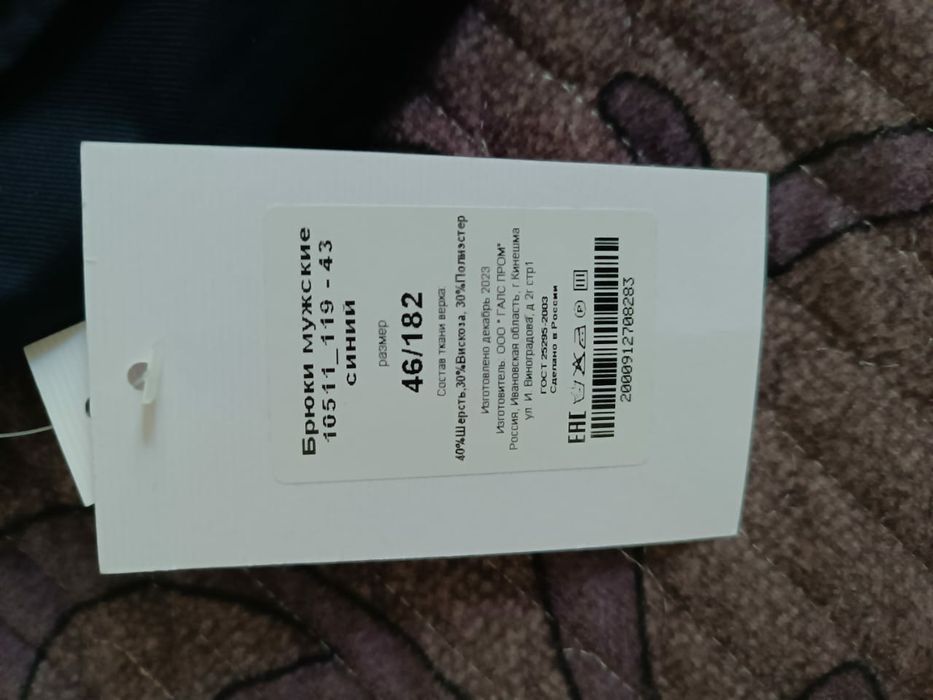 Брюки мужские
10511_119 - 43
синий
размер
46/182
Состав ткани верха:
40%Шерсть,30%Вискоза, 30%Полиэстер
Изготовлено декабрь 2023
Изготовитель: ООО " ГАЛС ПРОМ"
Россия, Ивановская область, г.Кинешма
ул. И. Виноградова, д 2г стр1
ГОСТ 25295-2003
Сделано в России
EAC
2000912708283